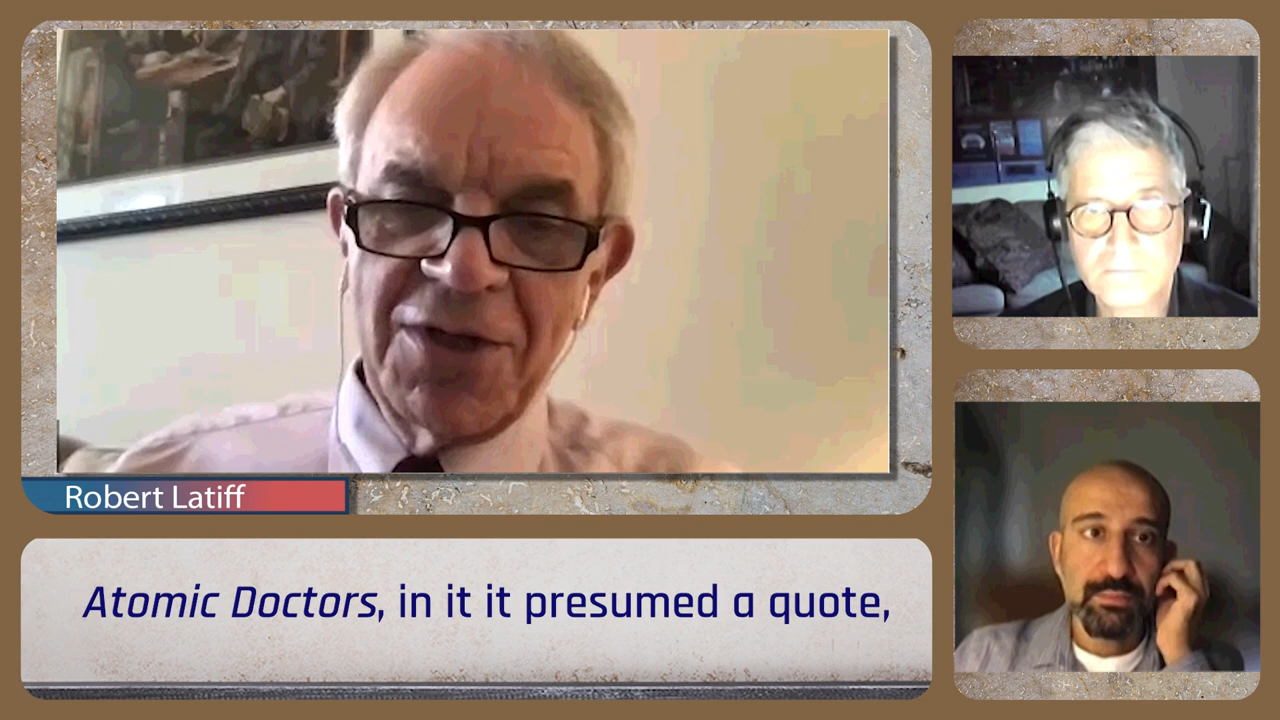 Robert Latiff
Atomic Doctors, in it it presumed a quote,